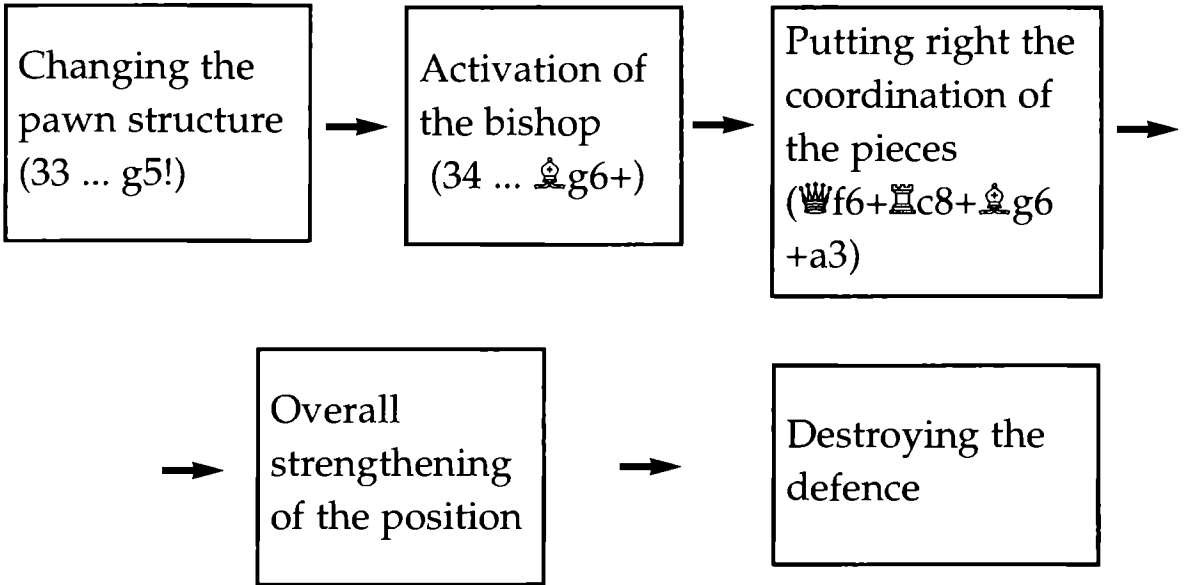 Changing the
pawn structure
(33 ... g5!)
Activation of
the bishop
(34 ... ♗g6+)
Putting right the
coordination of
the pieces
(♛f6+♖c8+♗g6
+a3)
Overall
strengthening
of the position
Destroying the
defence